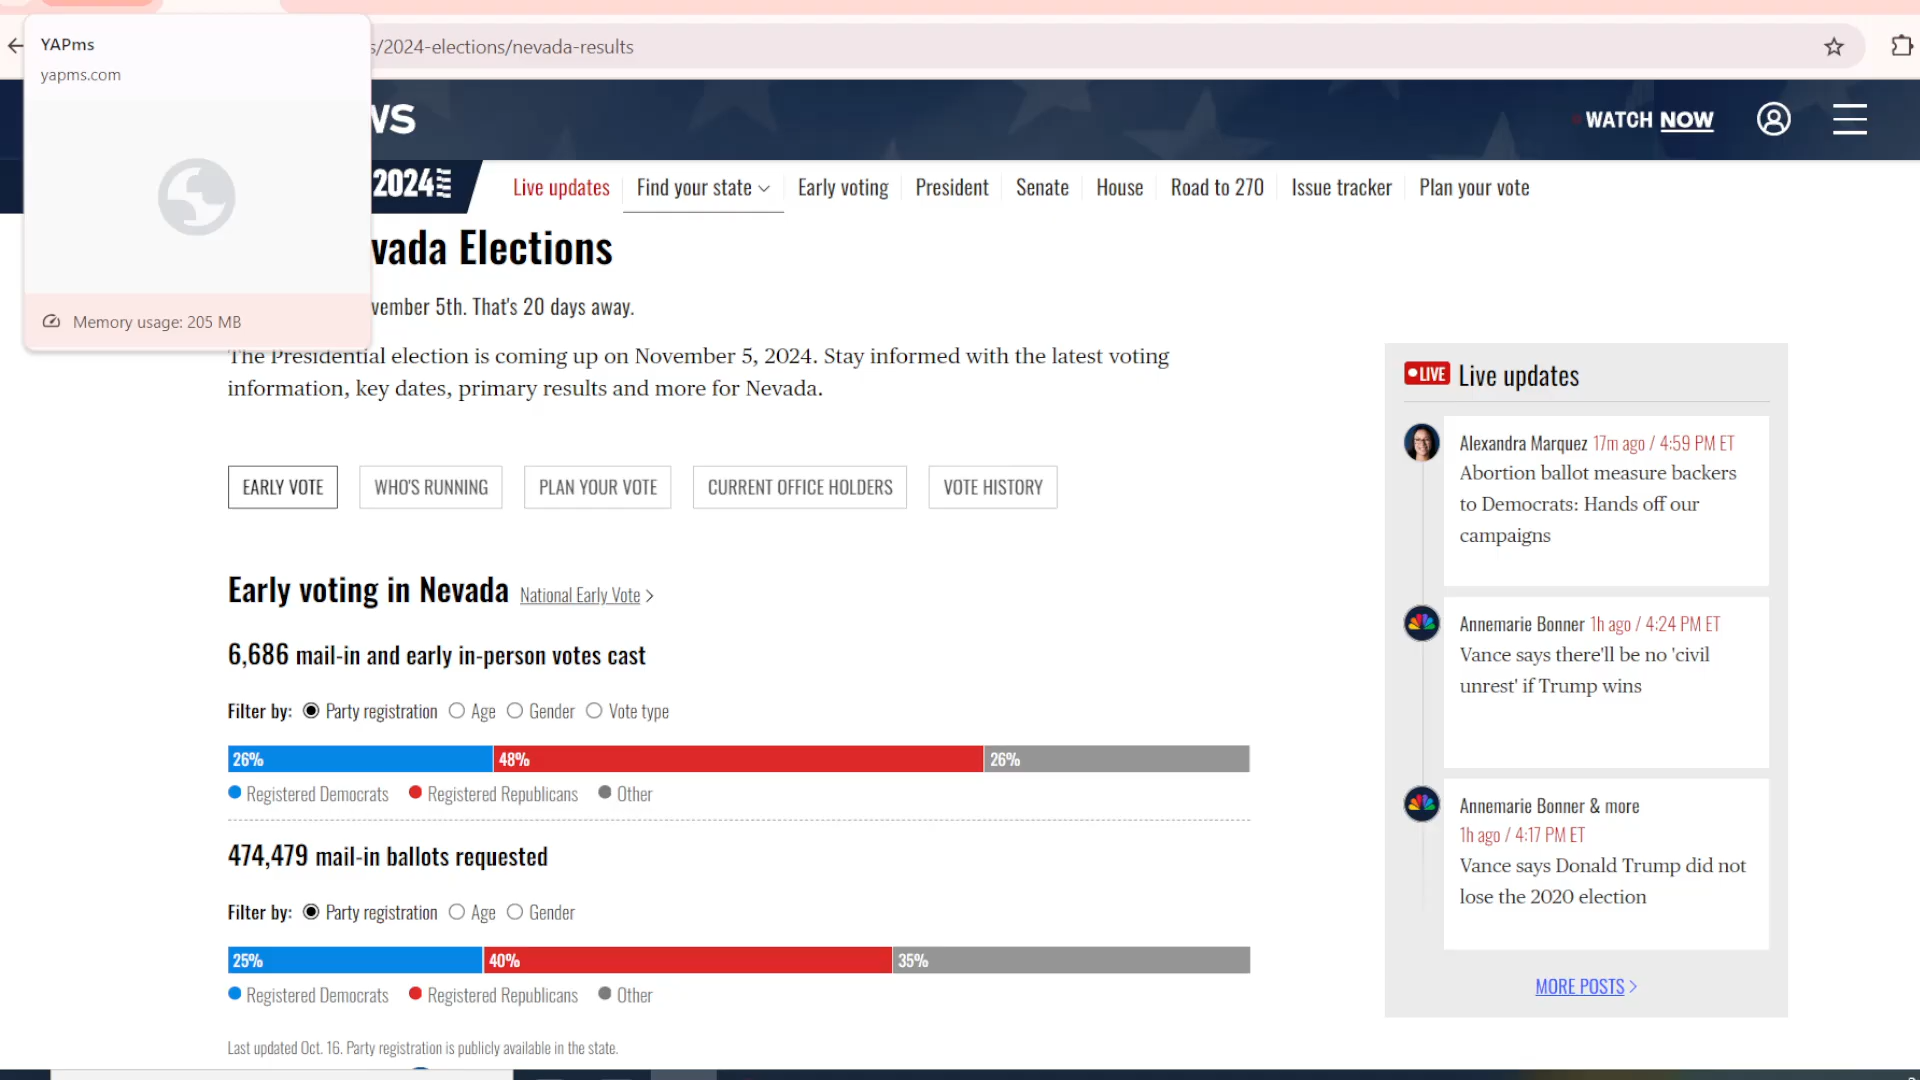 YAPms
yapms.com
s/2024-elections/nevada-results
WS
WATCH NOW
2024
Live updates
Find your state
Early voting
President
Senate
House
Road to 270
Issue tracker
Plan your vote
vada Elections
vember 5th. That's 20 days away.
Memory usage: 205 MB
The Presidential election is coming up on November 5, 2024. Stay informed with the latest voting
information, key dates, primary results and more for Nevada.
EARLY VOTE
WHO'S RUNNING
PLAN YOUR VOTE
CURRENT OFFICE HOLDERS
VOTE HISTORY
Early voting in Nevada National Early Vote >
6,686 mail-in and early in-person votes cast
Filter by: Party registration Age Gender Vote type
26% 48% 26%
Registered Democrats Registered Republicans Other
474,479 mail-in ballots requested
Filter by: Party registration Age Gender
25% 40% 35%
Registered Democrats Registered Republicans Other
Last updated Oct. 16. Party registration is publicly available in the state.
LIVE Live updates
Alexandra Marquez 17m ago / 4:59 PM ET
Abortion ballot measure backers
to Democrats: Hands off our
campaigns
Annemarie Bonner 1h ago / 4:24 PM ET
Vance says there'll be no 'civil
unrest' if Trump wins
Annemarie Bonner & more
1h ago / 4:17 PM ET
Vance says Donald Trump did not
lose the 2020 election
MORE POSTS >